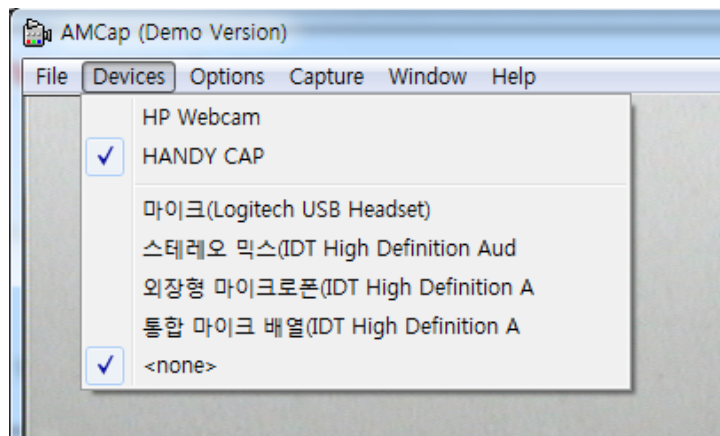 AMCap (Demo Version)
File Devices Options Capture Window Help
HP Webcam
HANDY CAP
마이크(Logitech USB Headset)
스테레오 믹스(IDT High Definition Aud
외장형 마이크로폰(IDT High Definition A
통합 마이크 배열(IDT High Definition A
<none>